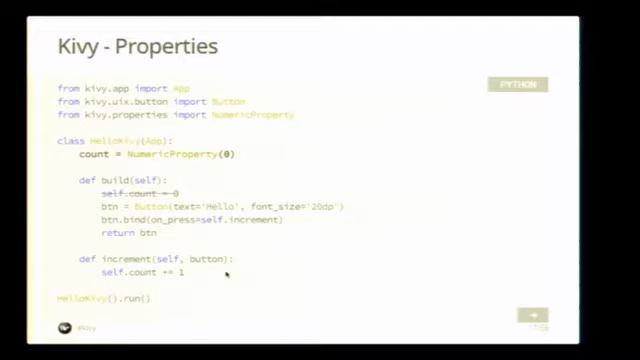 Kivy - Properties
PYTHON
from kivy.app import App
from kivy.uix.button import Button
from kivy.properties import NumericProperty
class HelloKivy(App):
count = NumericProperty(0)
def build(self):
self.count = 0
btn = Button(text='Hello', font_size='20dp')
btn.bind(on_press=self.increment)
return btn
def increment(self, button):
self.count += 1
HelloKivy().run()
#Kivy